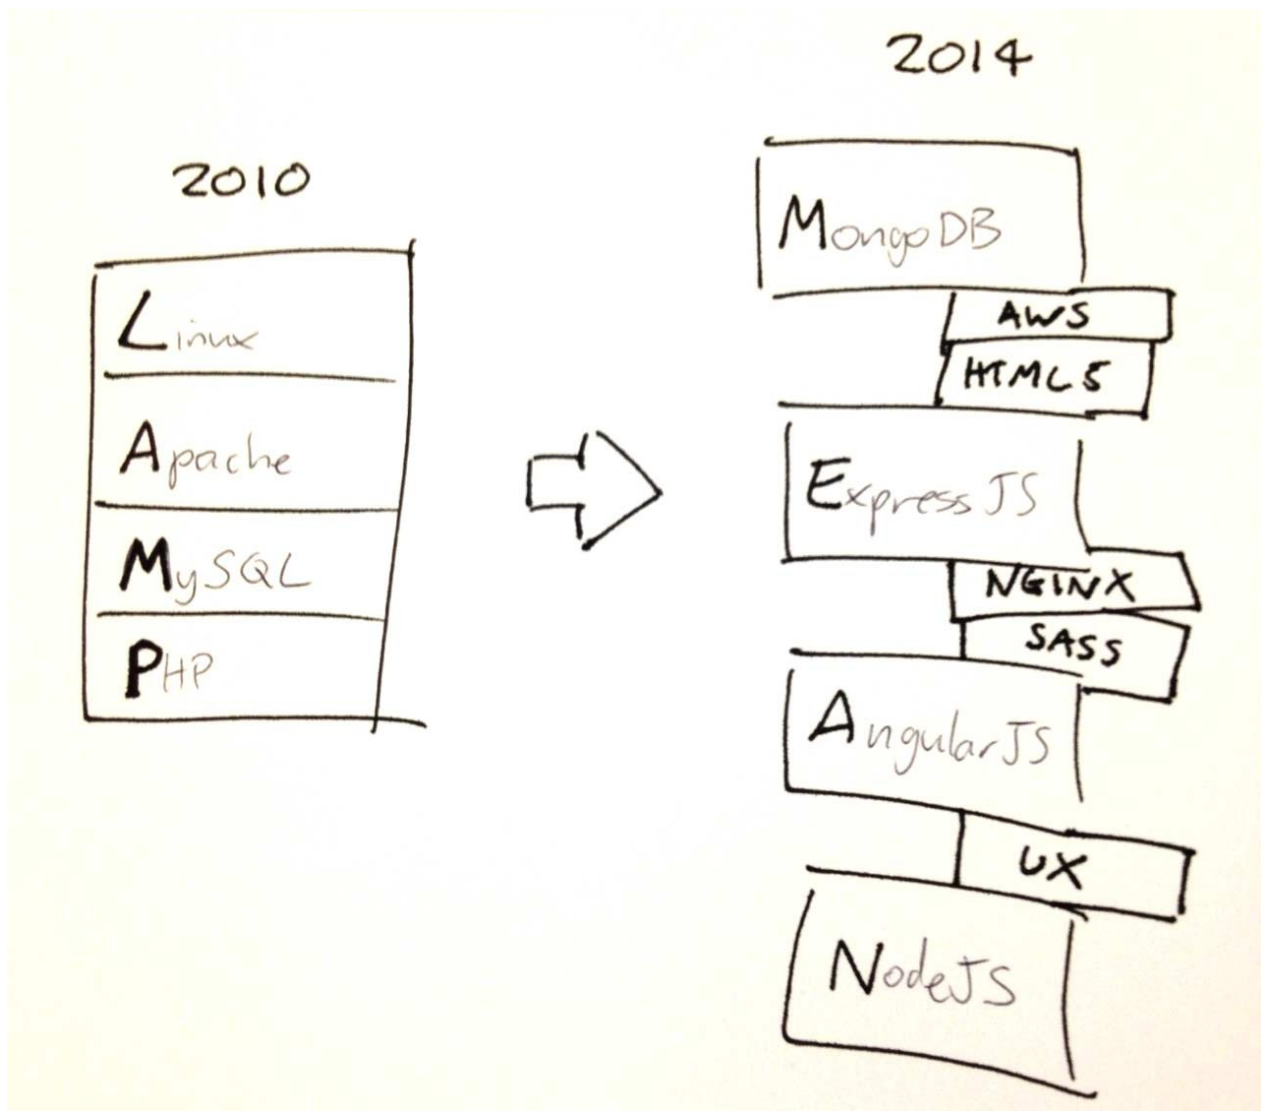 2010
Linux
Apache
MySQL
PHP
2014
MongoDB
AWS
HTML5
ExpressJS
NGINX
SASS
AngularJS
UX
NodeJS